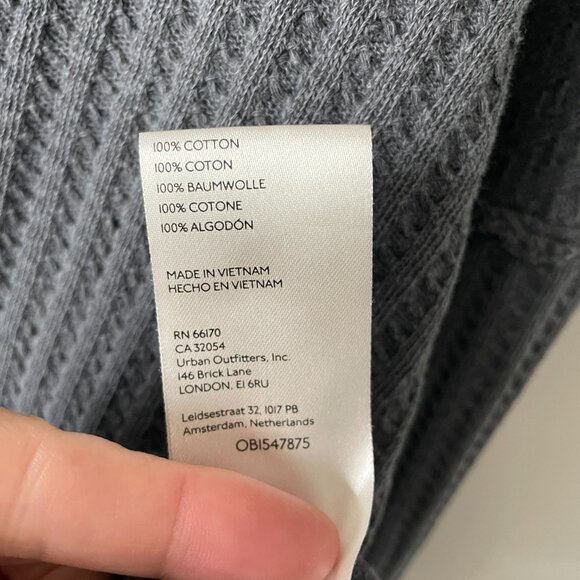 100% COTTON
100% COTON
100% BAUMWOLLE
100% COTONE
100% ALGODÓN
MADE IN VIETNAM
HECHO EN VIETNAM
RN 66170
CA 32054
Urban Outfitters, Inc.
146 Brick Lane
LONDON, E1 6RU
Leidsestraat 32, 1017 PB
Amsterdam, Netherlands
OB1547875